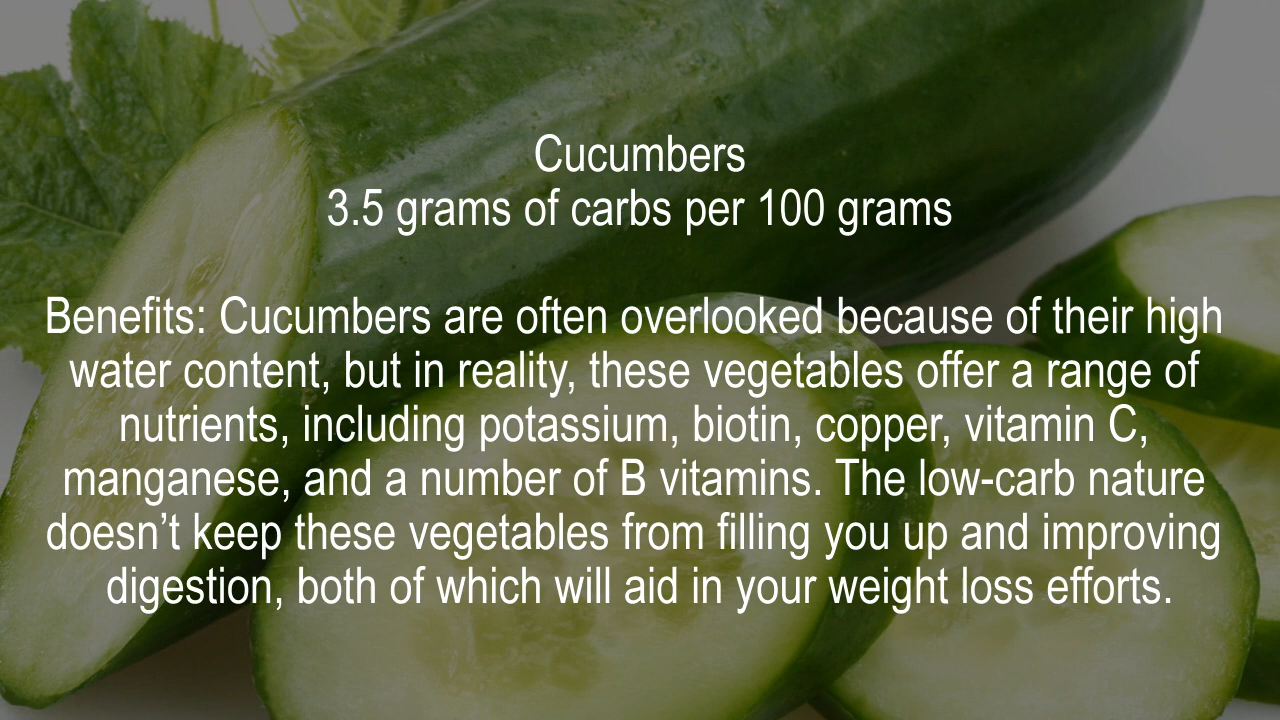 Cucumbers
3.5 grams of carbs per 100 grams
Benefits: Cucumbers are often overlooked because of their high
water content, but in reality, these vegetables offer a range of
nutrients, including potassium, biotin, copper, vitamin C,
manganese, and a number of B vitamins. The low-carb nature
doesn’t keep these vegetables from filling you up and improving
digestion, both of which will aid in your weight loss efforts.